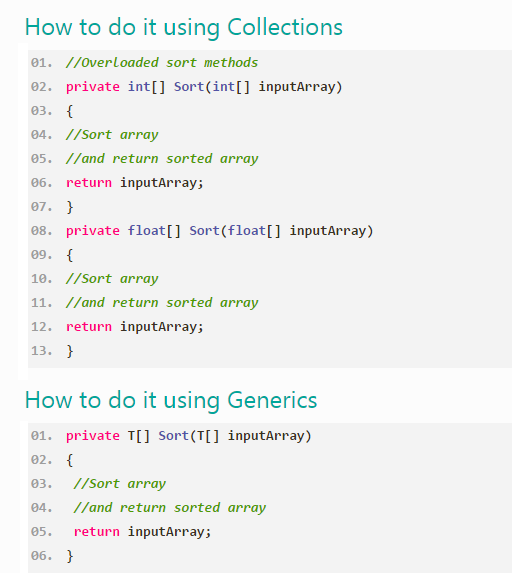 How to do it using Collections
01. //Overloaded sort methods
02. private int[] Sort(int[] inputArray)
03. {
04. //Sort array
05. //and return sorted array
06. return inputArray;
07. }
08. private float[] Sort(float[] inputArray)
09. {
10. //Sort array
11. //and return sorted array
12. return inputArray;
13. }
How to do it using Generics
01. private T[] Sort(T[] inputArray)
02. {
03. //Sort array
04. //and return sorted array
05. return inputArray;
06. }